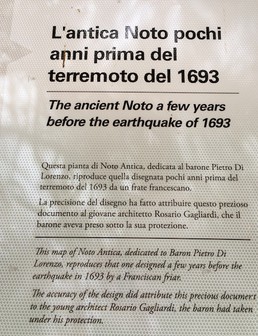 L'antica Noto pochi
anni prima del
terremoto del 1693
The ancient Noto a few years
before the earthquake of 1693
Questa pianta di Noto Antica, dedicata al barone Pietro Di
Lorenzo, riproduce quella disegnata pochi anni prima del
terremoto del 1693 da un frate francescano.
La precisione del disegno ha fatto attribuire questo prezioso
documento al giovane architetto Rosario Gagliardi, che il
barone aveva preso sotto la sua protezione.
This map of Noto Antica, dedicated to Baron Pietro Di
Lorenzo, reproduces that one designed a few years before the
earthquake in 1693 by a Franciscan friar.
The accuracy of the design did attribute this precious document
to the young architect Rosario Gagliardi, the baron had taken
under his protection.